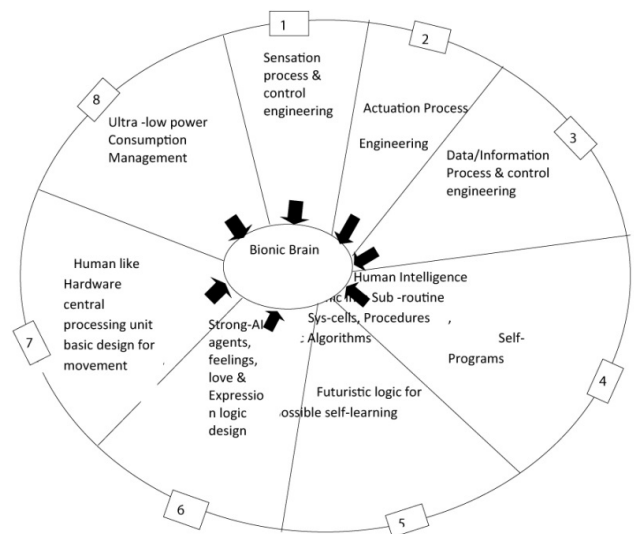 1
Sensation
process &
control
engineering
2
Actuation Process
Engineering
3
Data/Information
Process & control
engineering
Human Intelligence
Sub -routine
Sys-cells, Procedures ,
Algorithms
Self-
Programs
4
Futuristic logic for
self-learning
5
Strong-AI
agents,
feelings,
love &
Expressio
n logic
design
6
Human like
Hardware
central
processing unit
basic design for
movement
7
Ultra -low power
Consumption
Management
8
Bionic Brain